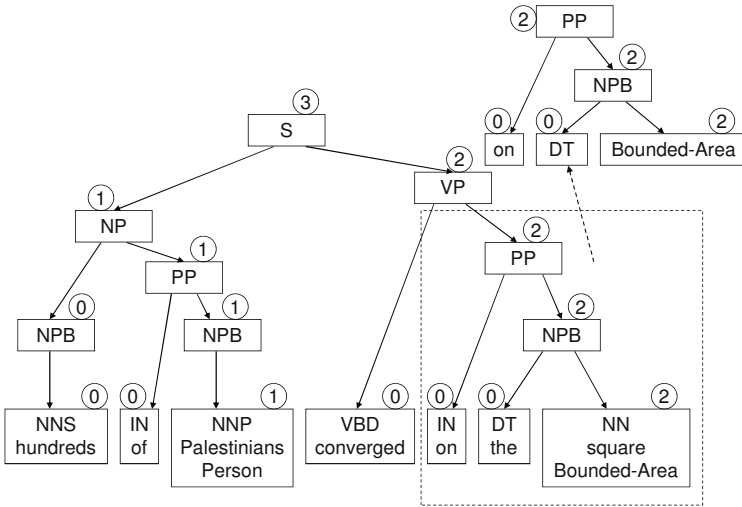 2 PP
2
NPB
0 0 2
on DT Bounded-Area
3
S
2
VP
1
NP
1
PP
2
PP
0
NPB
1
NPB
2
NPB
0 0 1 0 0 0 2
NNS IN NNP VBD IN DT NN
hundreds of Palestinians converged on the square
Person Bounded-Area